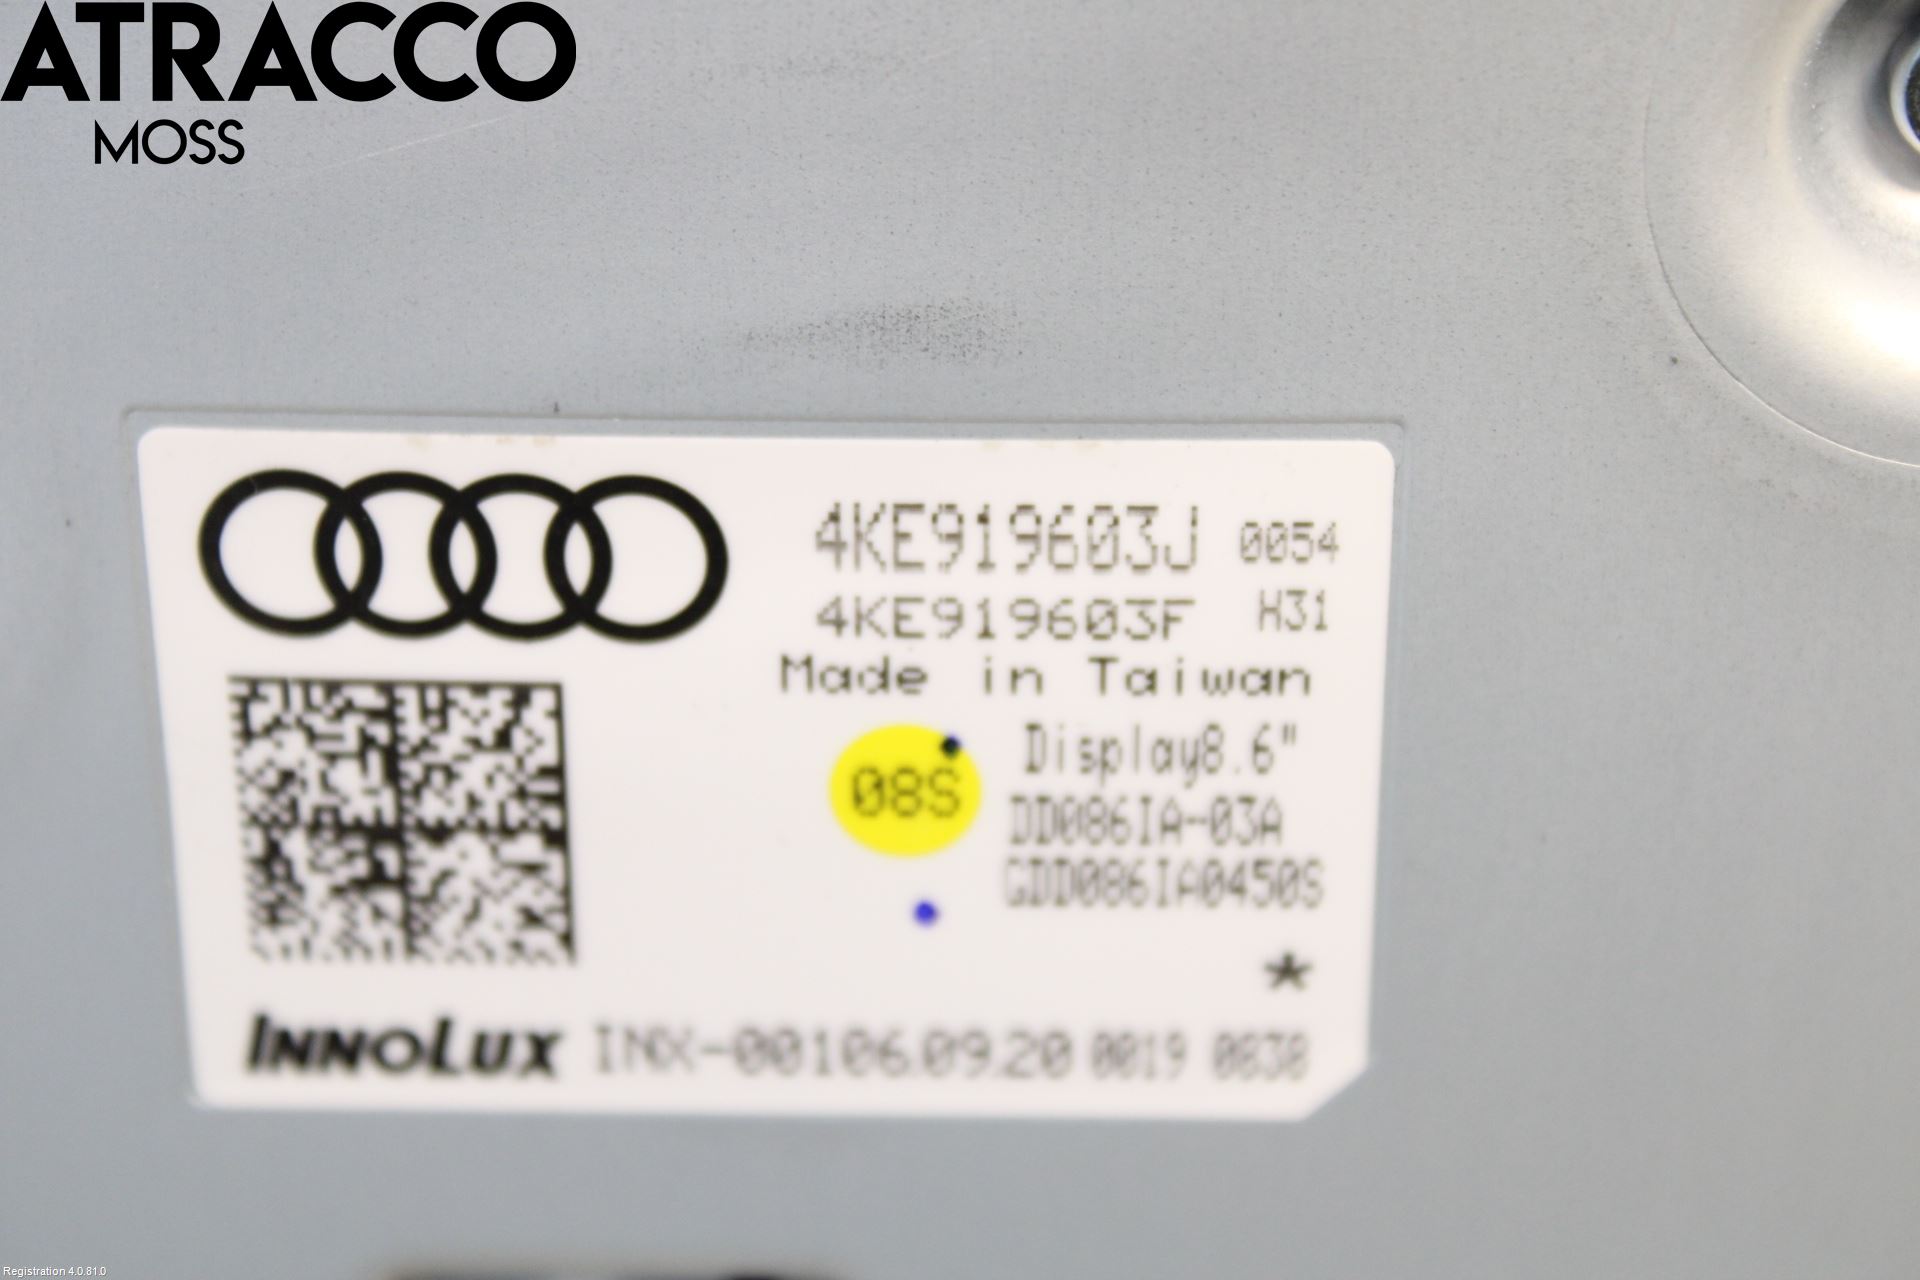 ATRACCO
MOSS
4KE919603J 0054
4KE919603F H31
Made in Taiwan
Display8.6"
08S
DD086IA-03A
GDD086IA0450S
*
INNOLUX INX-00106.09.20 0019 0838
Registration 4.0.81.0